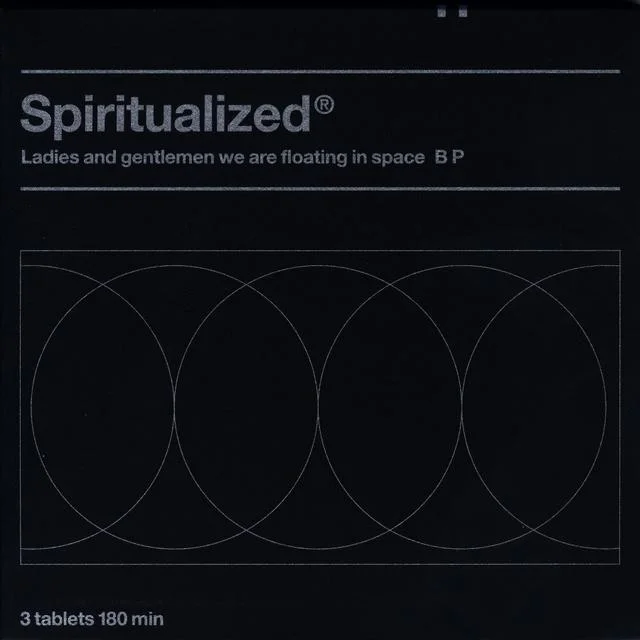 Spiritualized®
Ladies and gentlemen we are floating in space B P
3 tablets 180 min